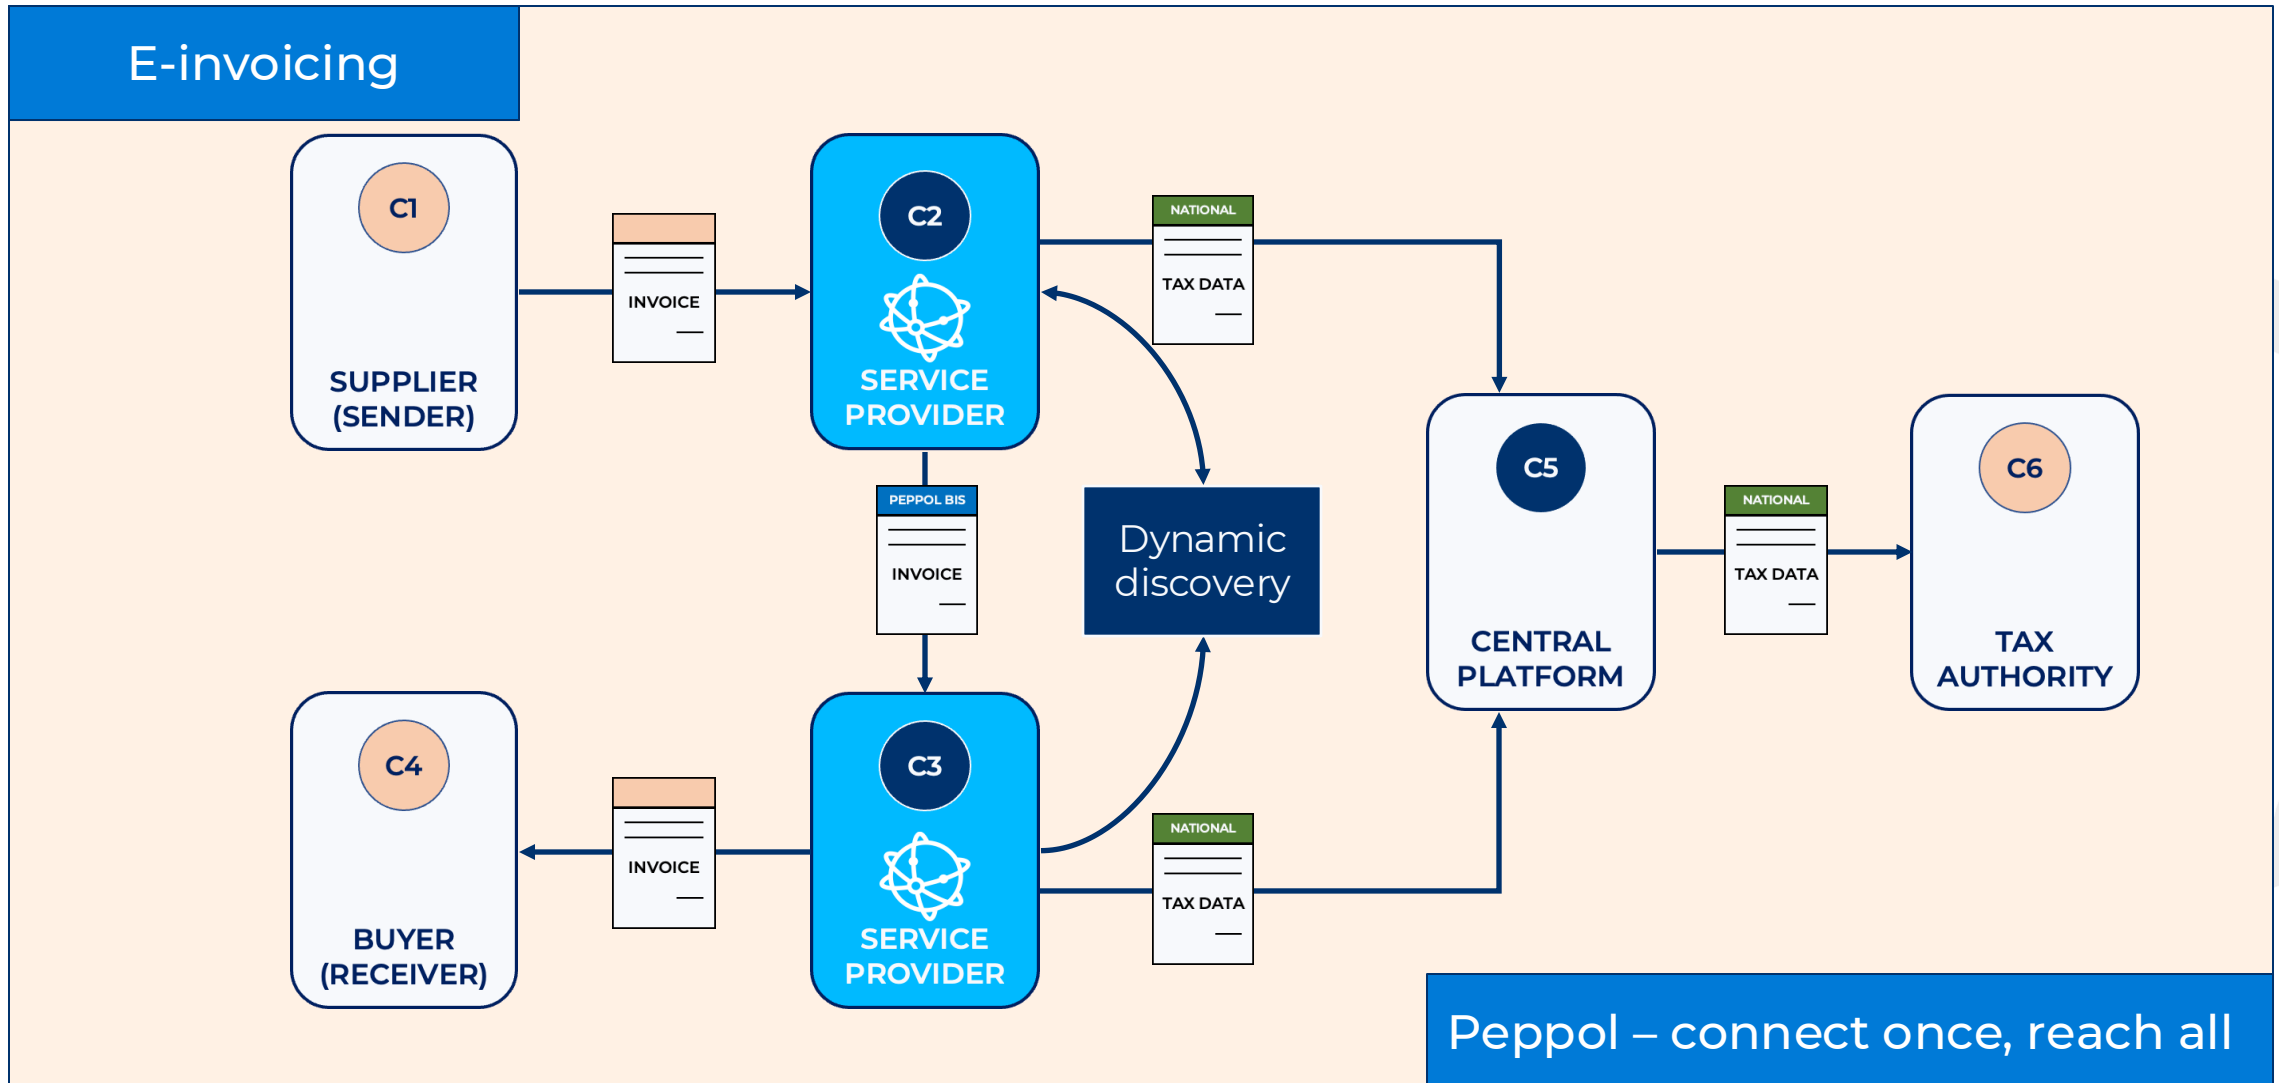 E-invoicing
C1
SUPPLIER
(SENDER)
INVOICE
C2
SERVICE
PROVIDER
NATIONAL
TAX DATA
PEPPOL BIS
INVOICE
Dynamic
discovery
C5
CENTRAL
PLATFORM
NATIONAL
TAX DATA
C6
TAX
AUTHORITY
C4
BUYER
(RECEIVER)
INVOICE
C3
SERVICE
PROVIDER
NATIONAL
TAX DATA
Peppol – connect once, reach all